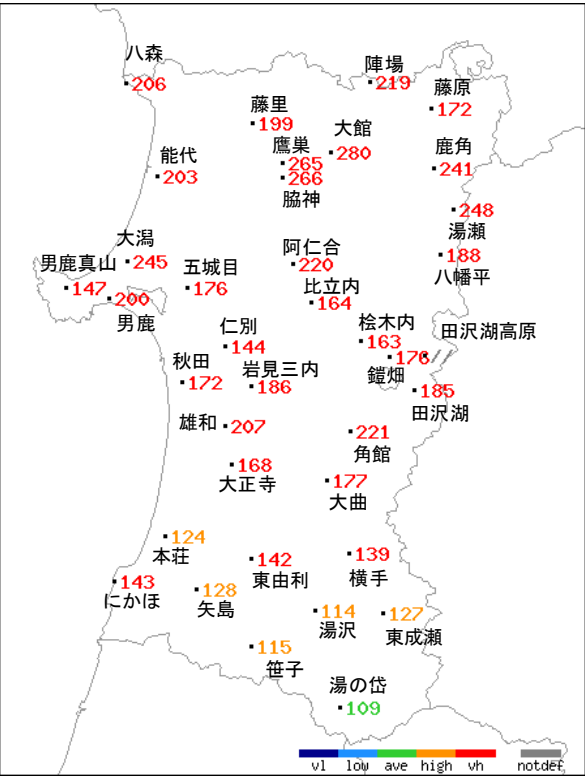 八森
206
陣場
219
藤原
172
藤里
199
大館
280
鷹巣
265
266
脇神
鹿角
241
能代
203
248
湯瀬
大潟
245
阿仁合
220
188
八幡平
男鹿真山
147
五城目
176
比立内
164
200
男鹿
仁別
144
桧木内
163
田沢湖高原
176
鎧畑
秋田
172
岩見三内
186
185
田沢湖
雄和
207
221
角館
168
大正寺
177
大曲
124
本荘
142
東由利
139
横手
143
にかほ
128
矢島
114
湯沢
127
東成瀬
115
笹子
湯の岱
109
vl low ave high vh notdef